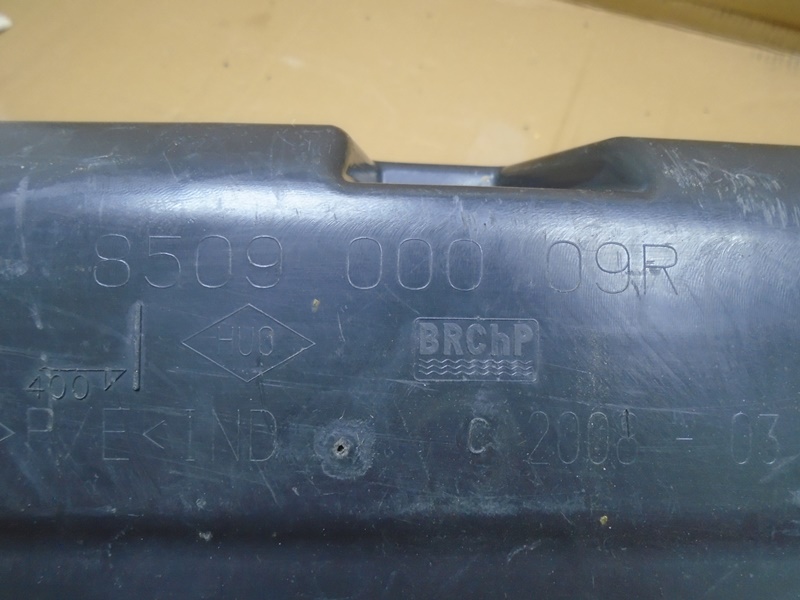 8509 000 09R
HUO
BRChP
400
>P/E<IND C 2008 - 03